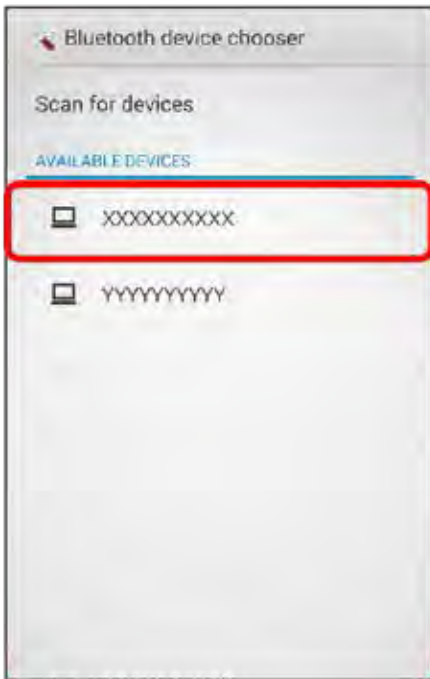 Bluetooth device chooser
Scan for devices
AVAILABLE DEVICES
XXXXXXXXXX
YYYYYYYYYY